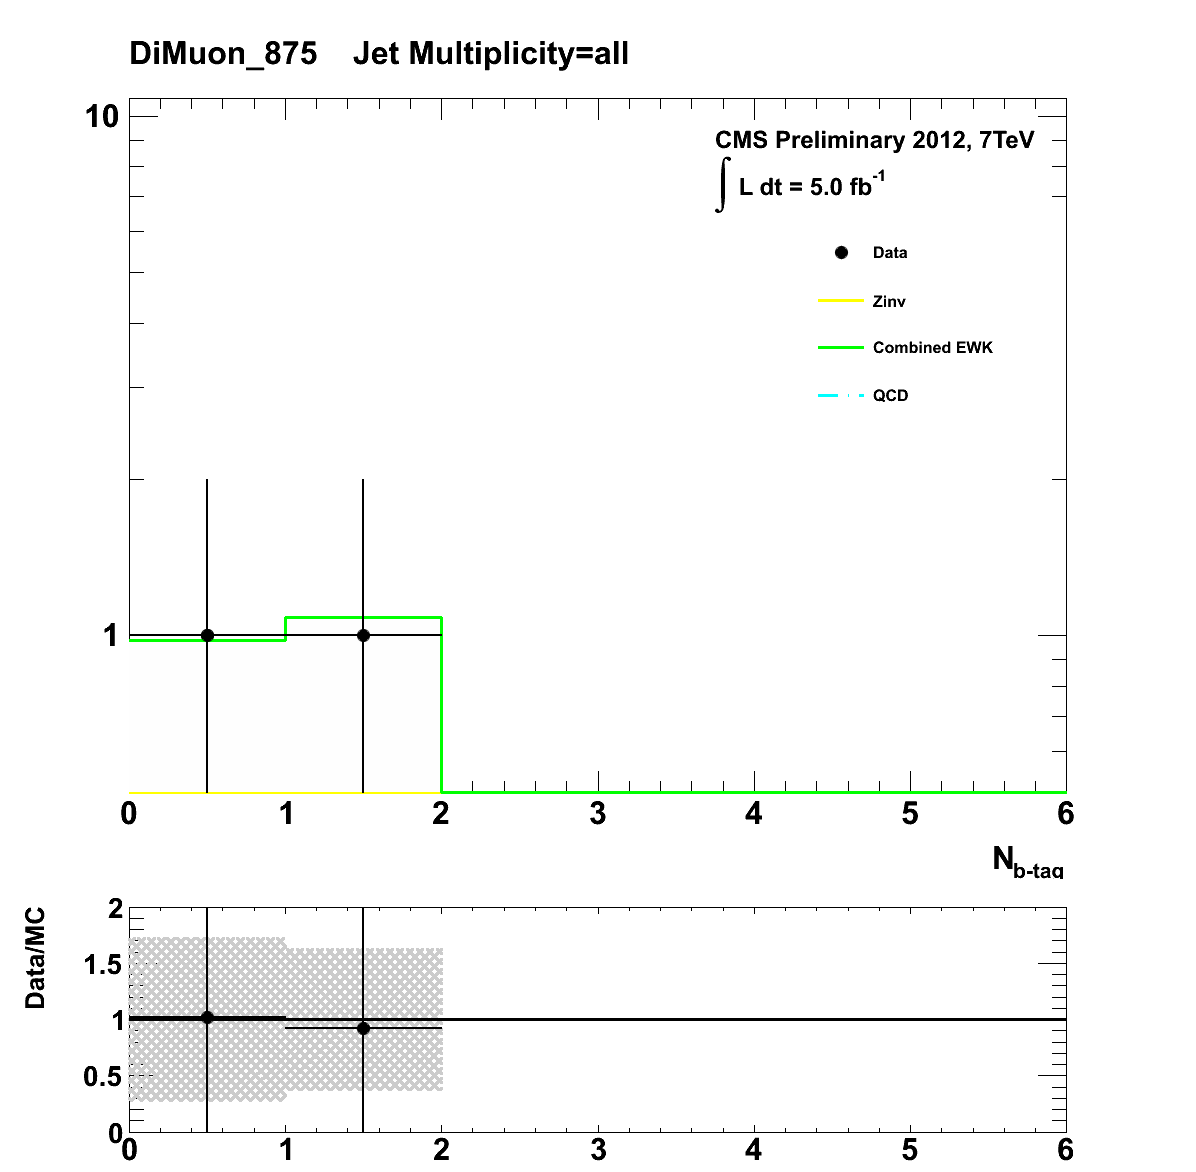 DiMuon_875 Jet Multiplicity=all
10
CMS Preliminary 2012, 7TeV
∫ L dt = 5.0 fb-1
Data
Zinv
Combined EWK
QCD
1
0 1 2 3 4 5 6
Nb-tag
Data/MC
2
1.5
1
0.5
0
0 1 2 3 4 5 6